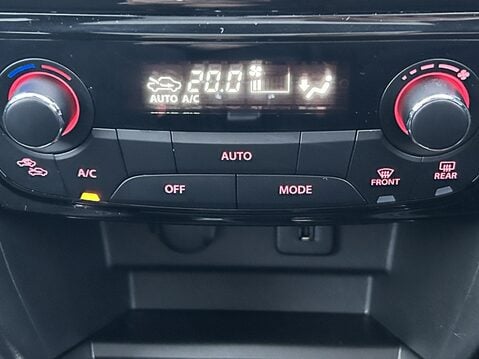 20.0
AUTO A/C
AUTO
A/C
OFF
MODE
FRONT
REAR